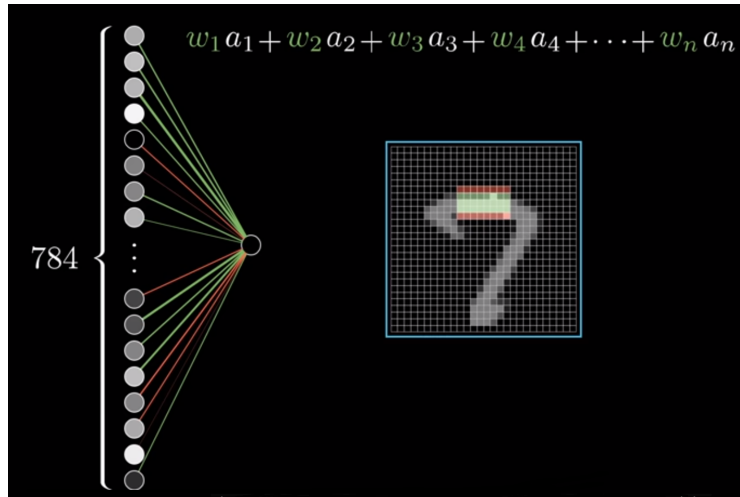 w₁a₁ + w₂a₂ + w₃a₃ + w₄a₄ + ⋯ + wₙaₙ
784